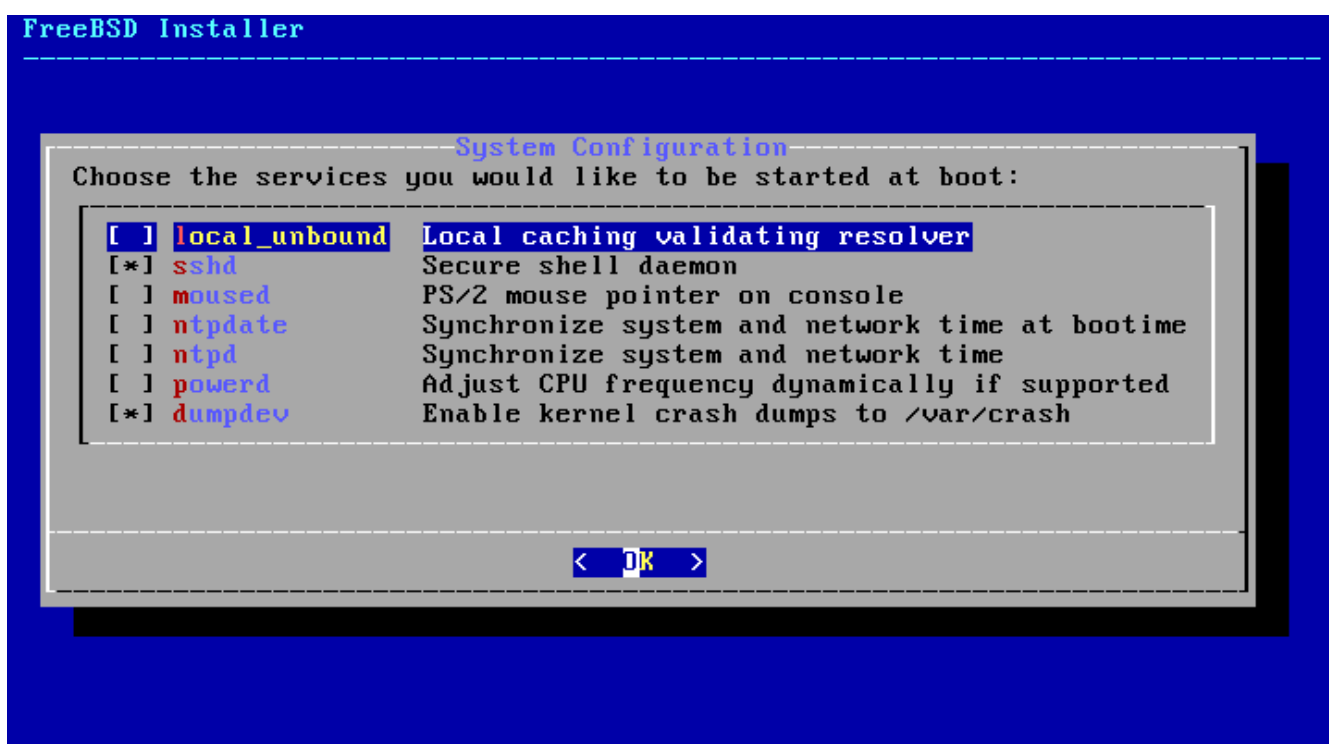 FreeBSD Installer
System Configuration
Choose the services you would like to be started at boot:
[ ] local_unbound Local caching validating resolver
[*] sshd Secure shell daemon
[ ] moused PS/2 mouse pointer on console
[ ] ntpdate Synchronize system and network time at bootime
[ ] ntpd Synchronize system and network time
[ ] powerd Adjust CPU frequency dynamically if supported
[*] dumpdev Enable kernel crash dumps to /var/crash
< OK >